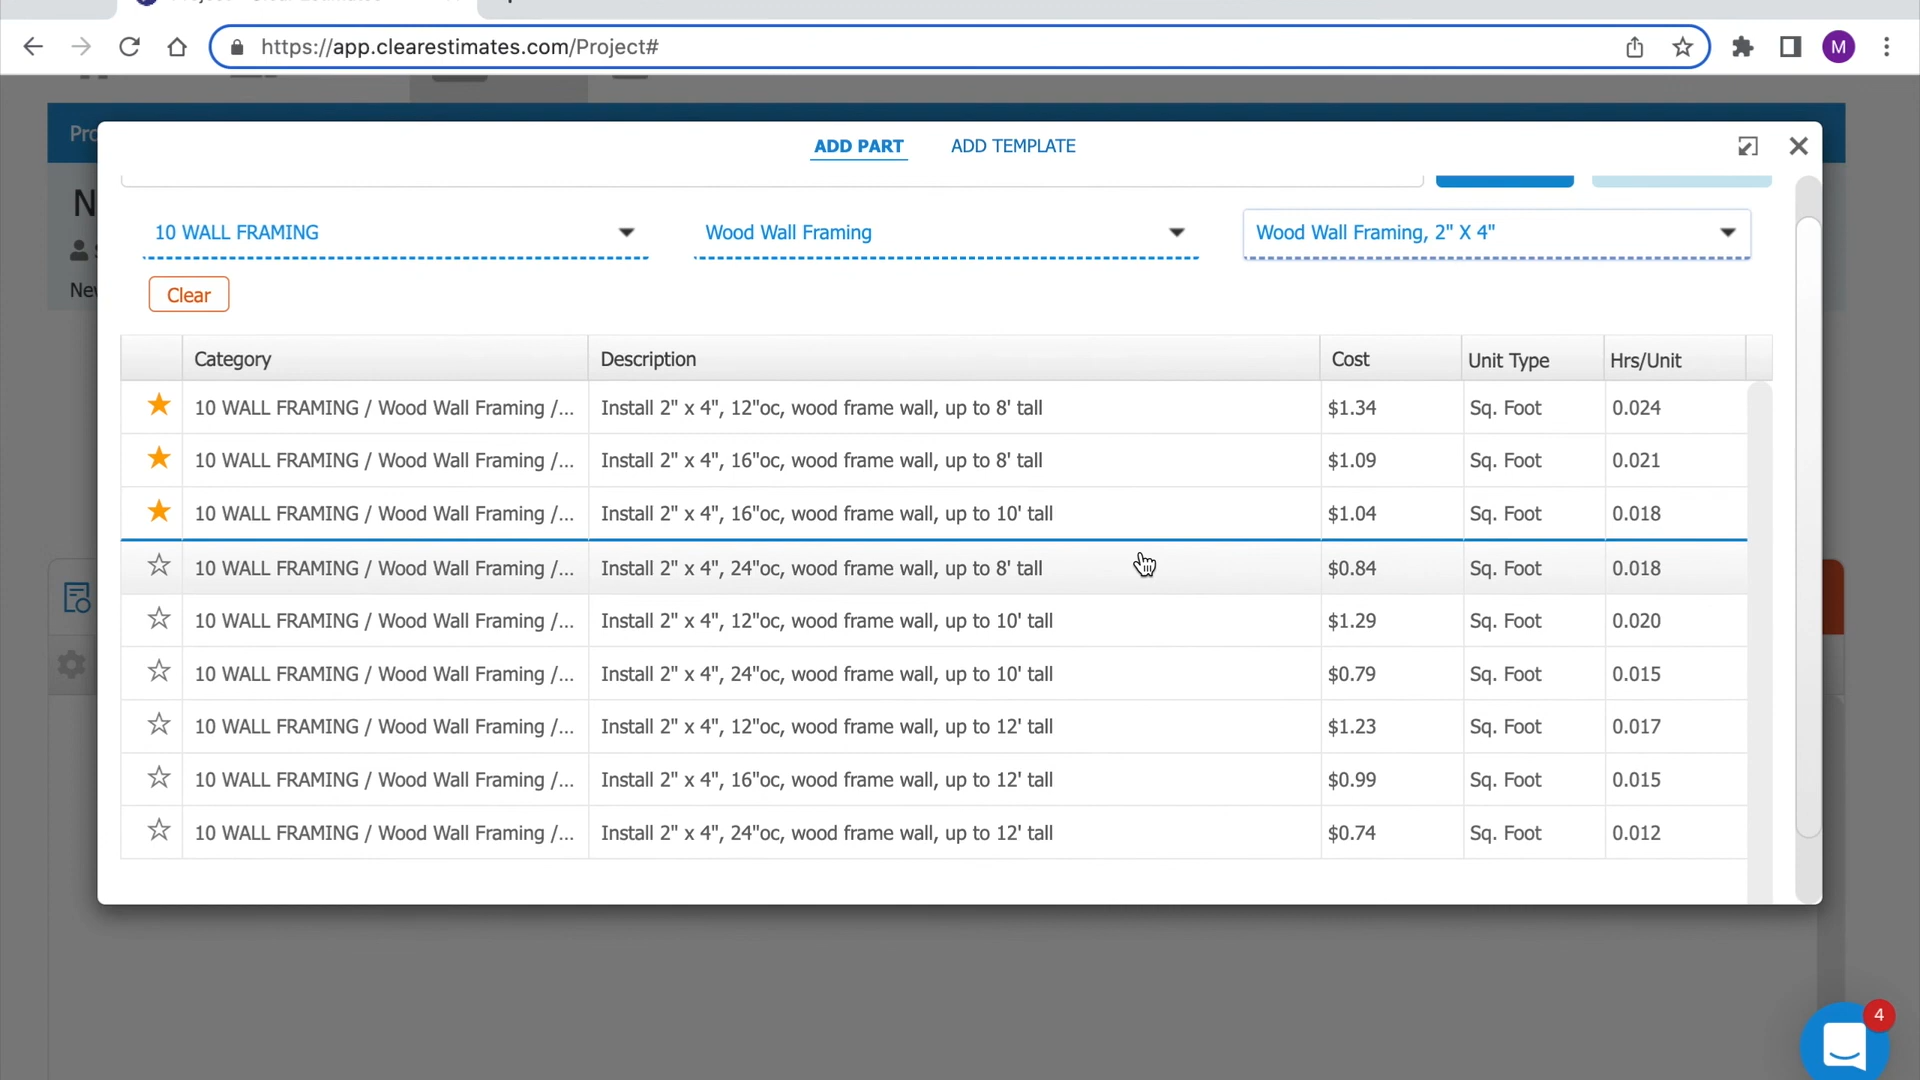 https://app.clearestimates.com/Project#
M
Pro
ADD PART
ADD TEMPLATE
10 WALL FRAMING
Wood Wall Framing
Wood Wall Framing, 2" X 4"
New
Clear
Category Description Cost Unit Type Hrs/Unit
10 WALL FRAMING / Wood Wall Framing /... Install 2" x 4", 12"oc, wood frame wall, up to 8' tall $1.34 Sq. Foot 0.024
10 WALL FRAMING / Wood Wall Framing /... Install 2" x 4", 16"oc, wood frame wall, up to 8' tall $1.09 Sq. Foot 0.021
10 WALL FRAMING / Wood Wall Framing /... Install 2" x 4", 16"oc, wood frame wall, up to 10' tall $1.04 Sq. Foot 0.018
10 WALL FRAMING / Wood Wall Framing /... Install 2" x 4", 24"oc, wood frame wall, up to 8' tall $0.84 Sq. Foot 0.018
10 WALL FRAMING / Wood Wall Framing /... Install 2" x 4", 12"oc, wood frame wall, up to 10' tall $1.29 Sq. Foot 0.020
10 WALL FRAMING / Wood Wall Framing /... Install 2" x 4", 24"oc, wood frame wall, up to 10' tall $0.79 Sq. Foot 0.015
10 WALL FRAMING / Wood Wall Framing /... Install 2" x 4", 12"oc, wood frame wall, up to 12' tall $1.23 Sq. Foot 0.017
10 WALL FRAMING / Wood Wall Framing /... Install 2" x 4", 16"oc, wood frame wall, up to 12' tall $0.99 Sq. Foot 0.015
10 WALL FRAMING / Wood Wall Framing /... Install 2" x 4", 24"oc, wood frame wall, up to 12' tall $0.74 Sq. Foot 0.012
4